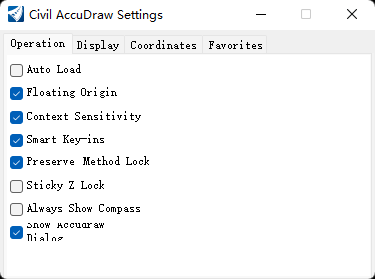 Civil AccuDraw Settings
Operation Display Coordinates Favorites
Auto Load
Floating Origin
Context Sensitivity
Smart Key-ins
Preserve Method Lock
Sticky Z Lock
Always Show Compass
Show Accudraw
Dialog